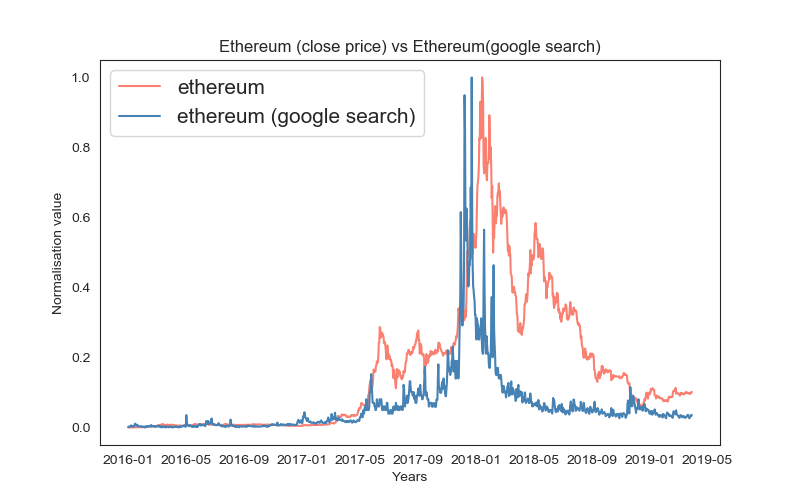 Ethereum (close price) vs Ethereum(google search)
ethereum
ethereum (google search)
Normalisation value
1.0
0.8
0.6
0.4
0.2
0.0
2016-01 2016-05 2016-09 2017-01 2017-05 2017-09 2018-01 2018-05 2018-09 2019-01 2019-05
Years